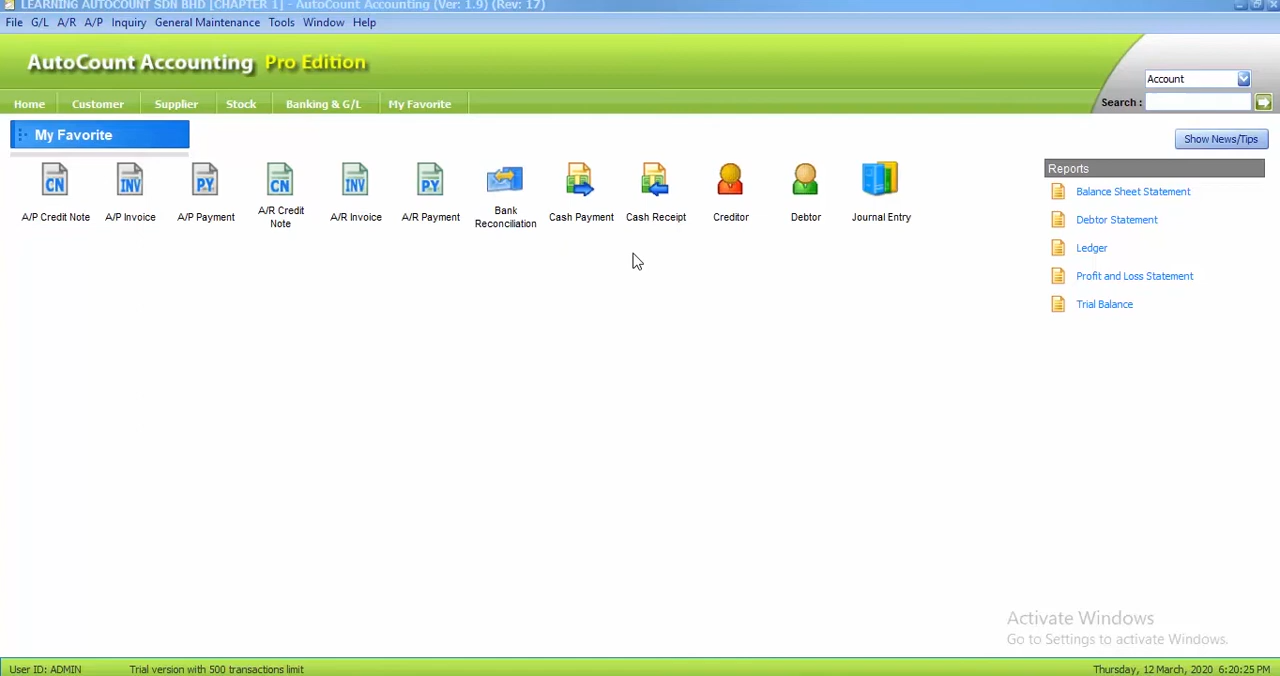 LEARNING AUTOCOUNT SDN BHD [CHAPTER 1] - AutoCount Accounting (Ver: 1.9) (Rev: 17)
File G/L A/R A/P Inquiry General Maintenance Tools Window Help
AutoCount Accounting Pro Edition
Account
Search :
Home Customer Supplier Stock Banking & G/L My Favorite
My Favorite
Show News/Tips
CN INV P.Y CN INV P.Y
A/P Credit Note
A/P Invoice
A/P Payment
A/R Credit
Note
A/R Invoice
A/R Payment
Bank
Reconciliation
Cash Payment
Cash Receipt
Creditor
Debtor
Journal Entry
Reports
Balance Sheet Statement
Debtor Statement
Ledger
Profit and Loss Statement
Trial Balance
Activate Windows
Go to Settings to activate Windows.
User ID: ADMIN Trial version with 500 transactions limit Thursday, 12 March, 2020 6:20:25 PM